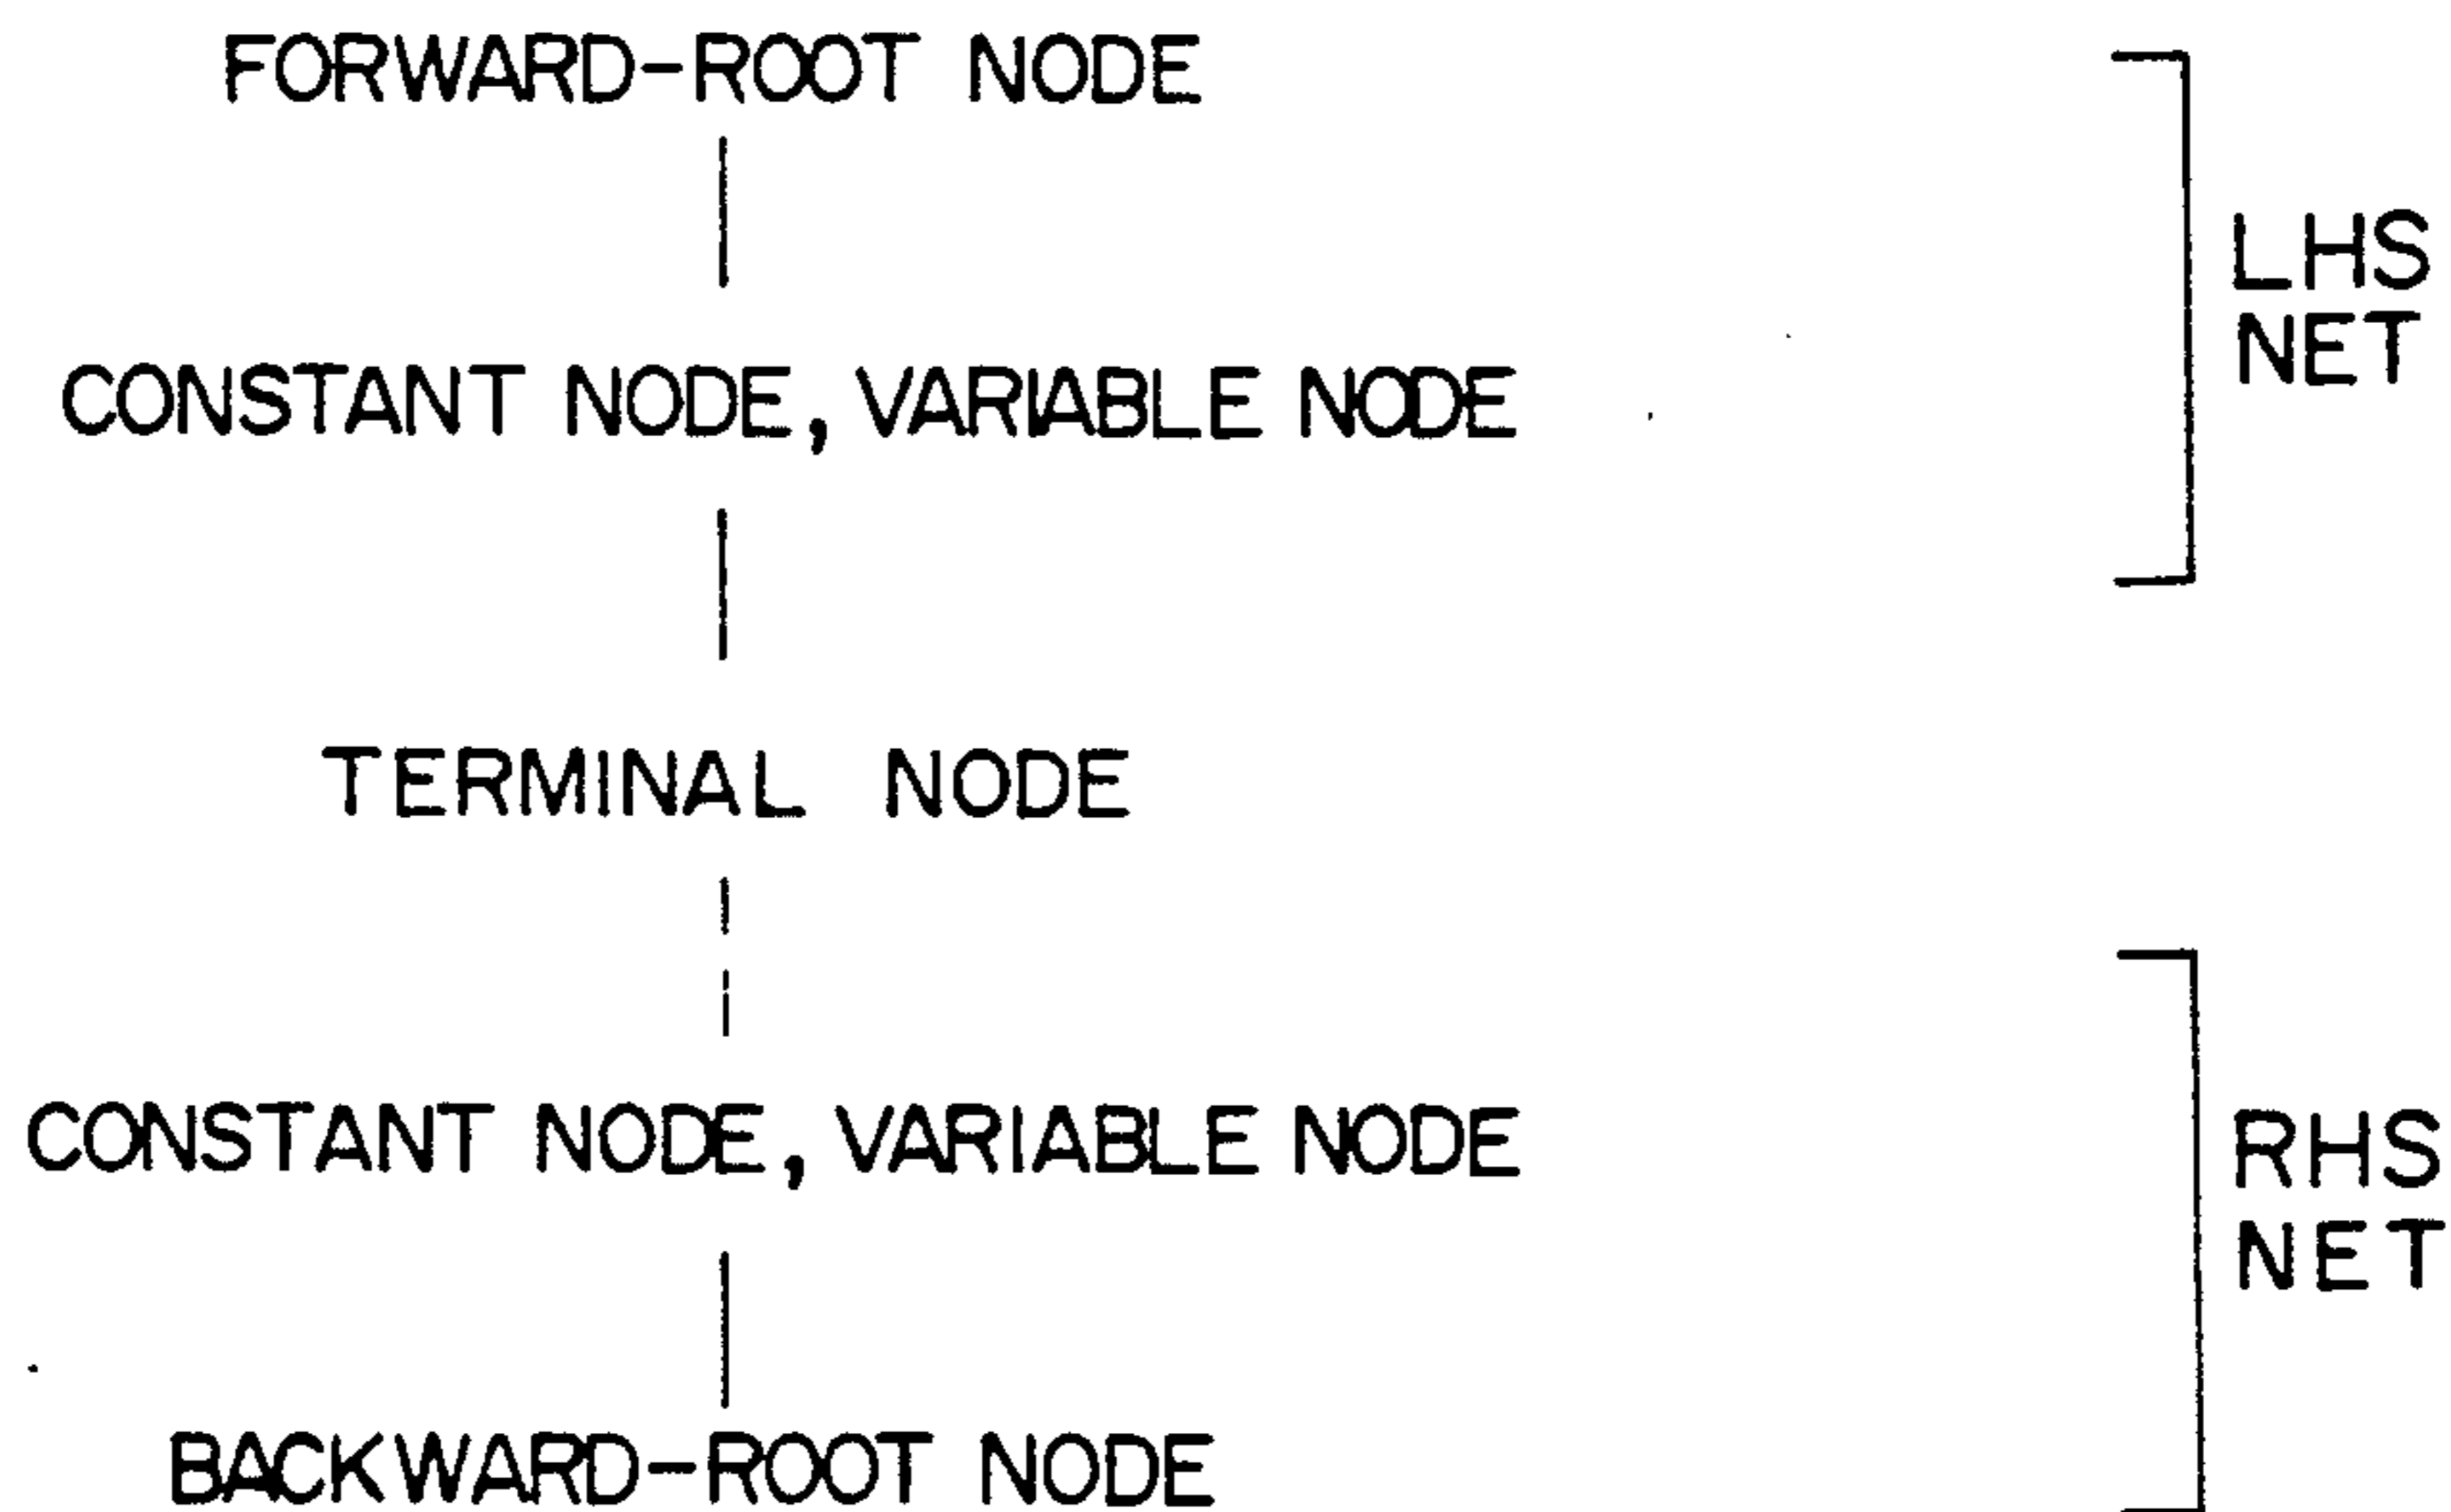 FORWARD-ROOT NODE
LHS
NET
CONSTANT NODE, VARIABLE NODE
TERMINAL NODE
CONSTANT NODE, VARIABLE NODE
RHS
NET
BACKWARD-ROOT NODE